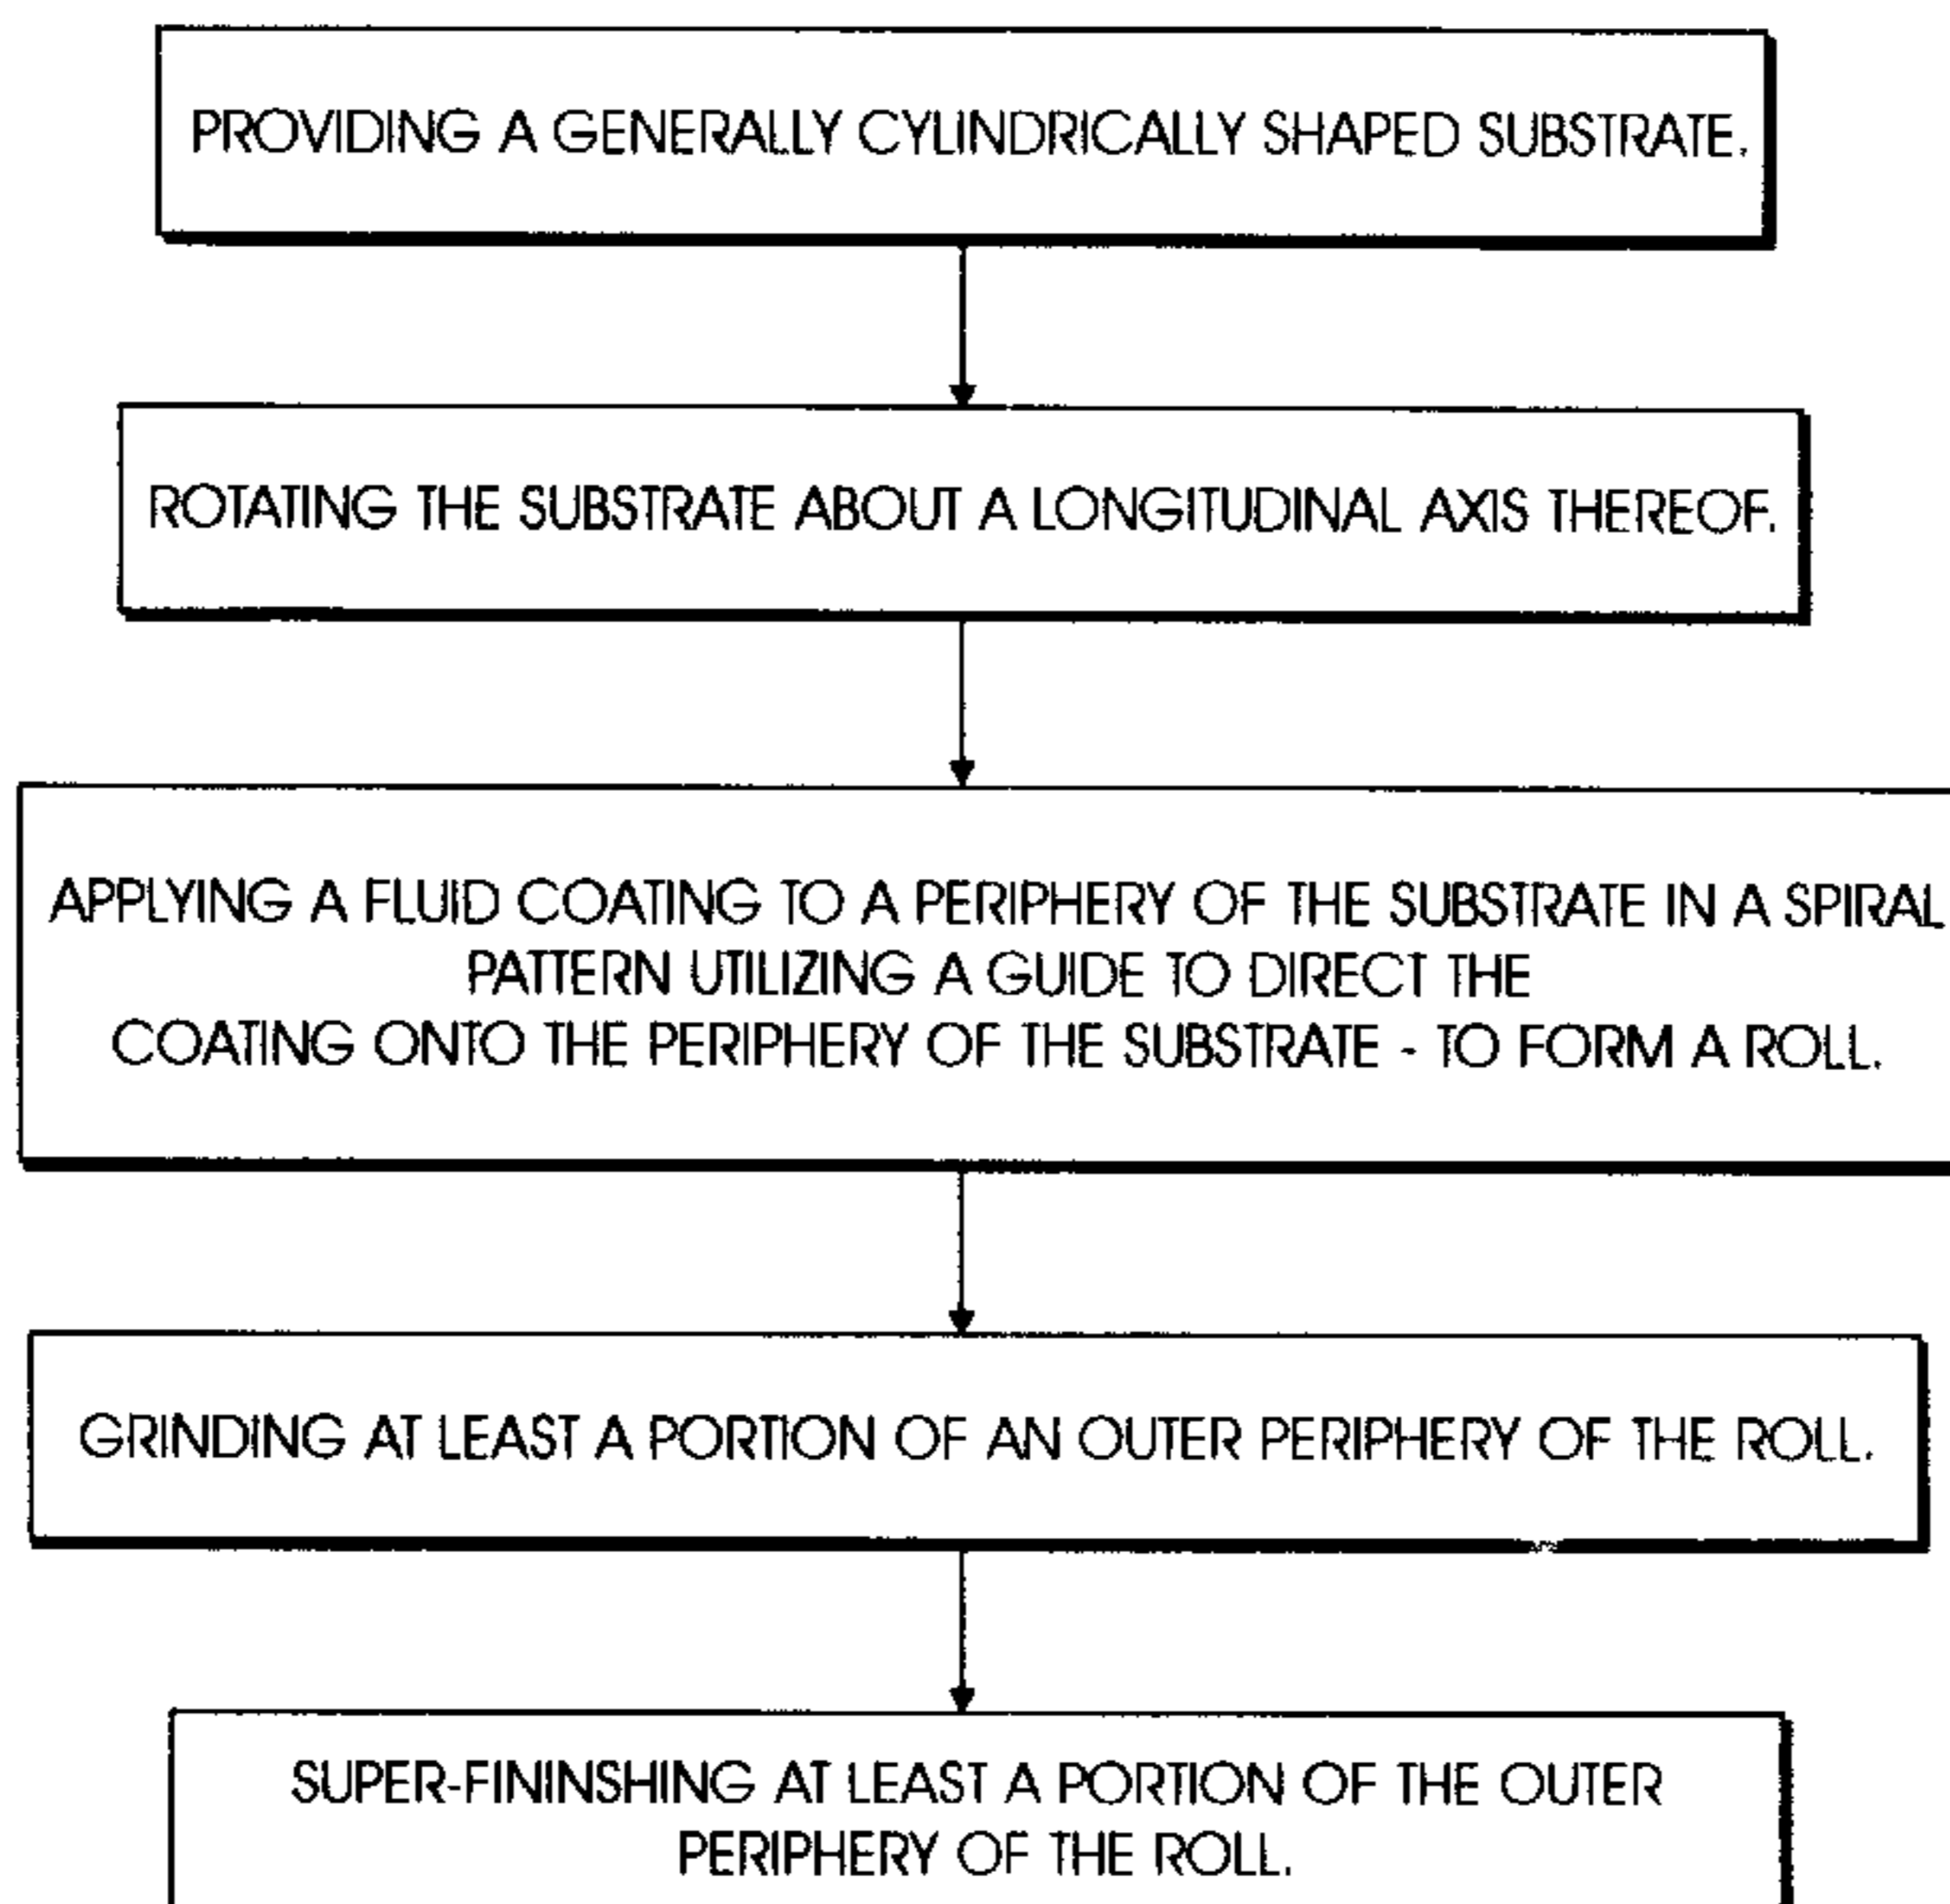 PROVIDING A GENERALLY CYLINDRICALLY SHAPED SUBSTRATE.
ROTATING THE SUBSTRATE ABOUT A LONGITUDINAL AXIS THEREOF.
APPLYING A FLUID COATING TO A PERIPHERY OF THE SUBSTRATE IN A SPIRAL
PATTERN UTILIZING A GUIDE TO DIRECT THE
COATING ONTO THE PERIPHERY OF THE SUBSTRATE - TO FORM A ROLL.
GRINDING AT LEAST A PORTION OF AN OUTER PERIPHERY OF THE ROLL.
SUPER-FININSHING AT LEAST A PORTION OF THE OUTER
PERIPHERY OF THE ROLL.